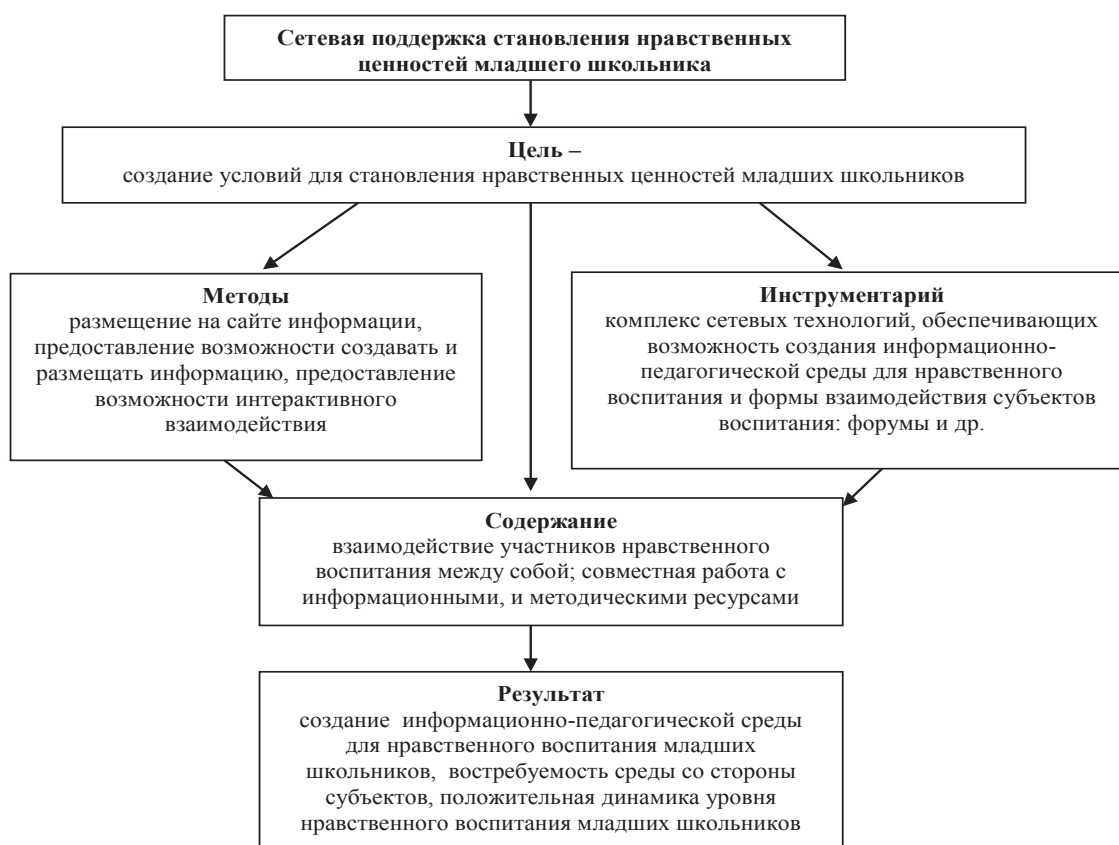 Сетевая поддержка становления нравственных
ценностей младшего школьника
Цель –
создание условий для становления нравственных ценностей младших школьников
Методы
размещение на сайте информации,
предоставление возможности создавать и
размещать информацию, предоставление
возможности интерактивного
взаимодействия
Инструментарий
комплекс сетевых технологий, обеспечивающих
возможность создания информационно-
педагогической среды для нравственного
воспитания и формы взаимодействия субъектов
воспитания: форумы и др.
Содержание
взаимодействие участников нравственного
воспитания между собой; совместная работа с
информационными, и методическими ресурсами
Результат
создание информационно-педагогической среды
для нравственного воспитания младших
школьников, востребуемость среды со стороны
субъектов, положительная динамика уровня
нравственного воспитания младших школьников